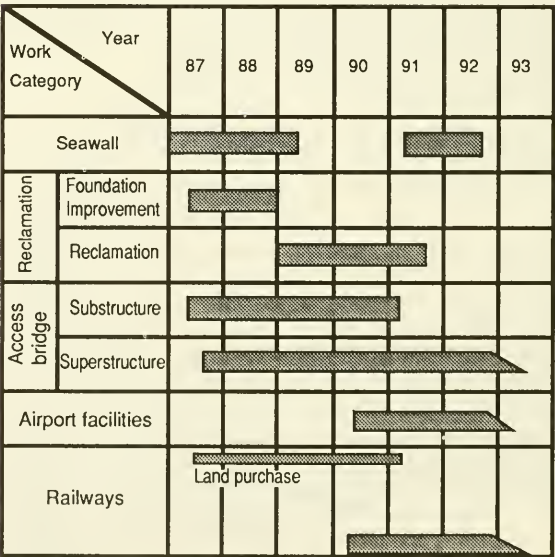 Year
Work
Category
87 88 89 90 91 92 93
Seawall
Reclamation
Foundation
Improvement
Reclamation
Access
bridge
Substructure
Superstructure
Airport facilities
Railways
Land purchase